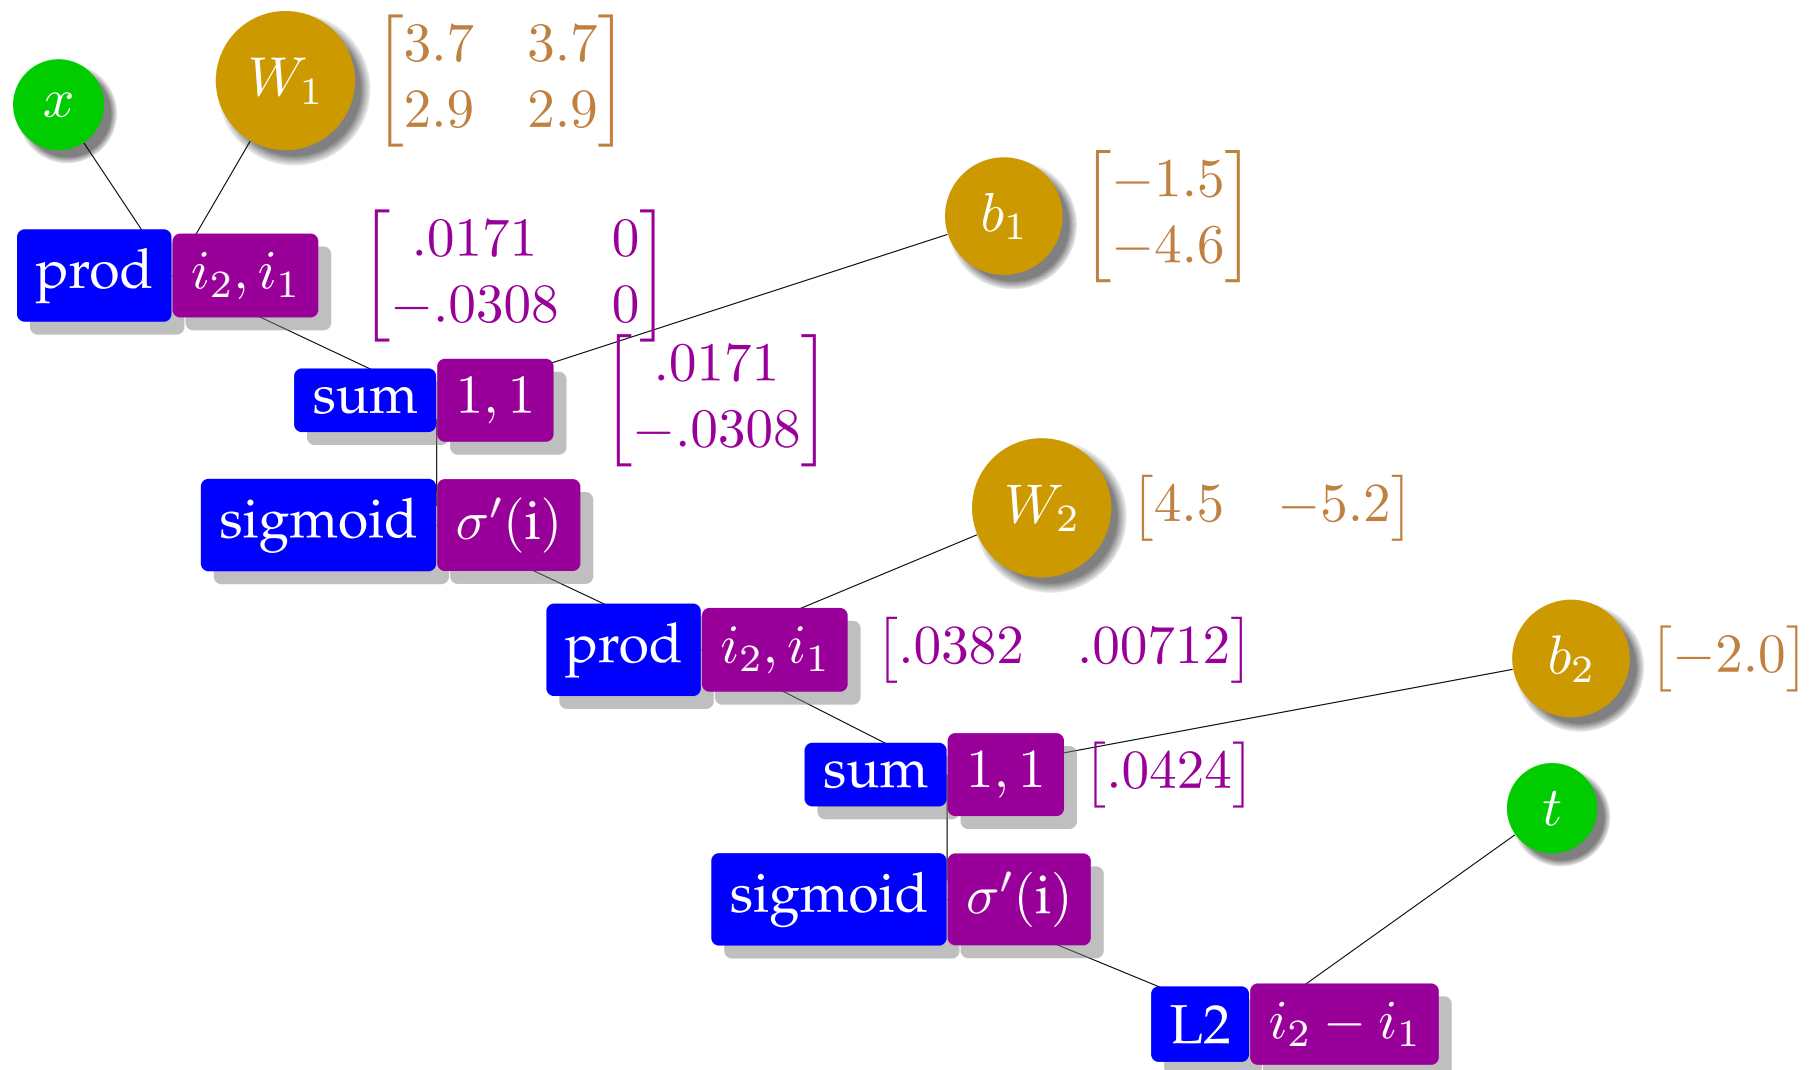 x
W₁
[3.7 3.7
2.9 2.9]
prod i₂, i₁
[.0171 0
−.0308 0]
b₁
[−1.5
−4.6]
sum 1, 1
[.0171
−.0308]
sigmoid σ′(i)
W₂
[4.5 −5.2]
prod i₂, i₁
[.0382 .00712]
b₂
[−2.0]
sum 1, 1
[.0424]
t
sigmoid σ′(i)
L2 i₂ − i₁